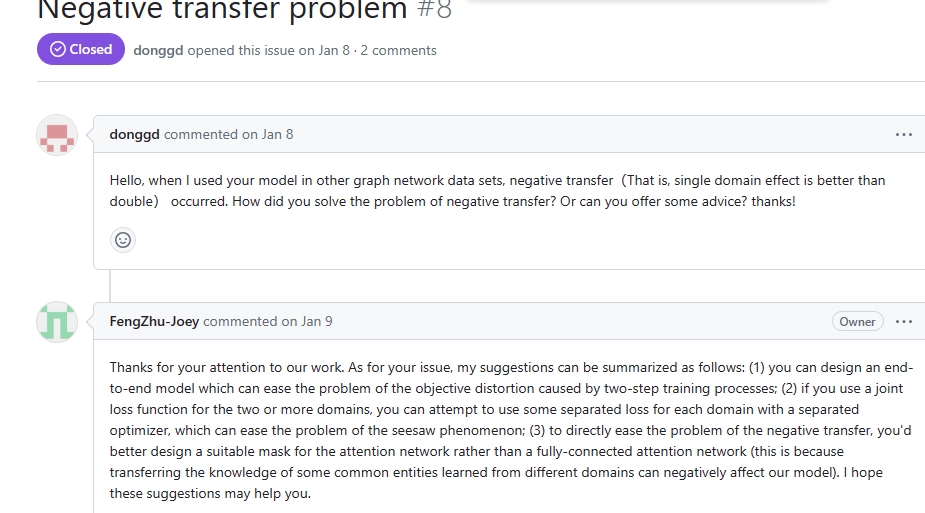 Negative transfer problem #8
Closed donggd opened this issue on Jan 8 · 2 comments
donggd commented on Jan 8
Hello, when I used your model in other graph network data sets, negative transfer（That is, single domain effect is better than
double） occurred. How did you solve the problem of negative transfer? Or can you offer some advice? thanks!
FengZhu-Joey commented on Jan 9 Owner
Thanks for your attention to our work. As for your issue, my suggestions can be summarized as follows: (1) you can design an end-
to-end model which can ease the problem of the objective distortion caused by two-step training processes; (2) if you use a joint
loss function for the two or more domains, you can attempt to use some separated loss for each domain with a separated
optimizer, which can ease the problem of the seesaw phenomenon; (3) to directly ease the problem of the negative transfer, you'd
better design a suitable mask for the attention network rather than a fully-connected attention network (this is because
transferring the knowledge of some common entities learned from different domains can negatively affect our model). I hope
these suggestions may help you.